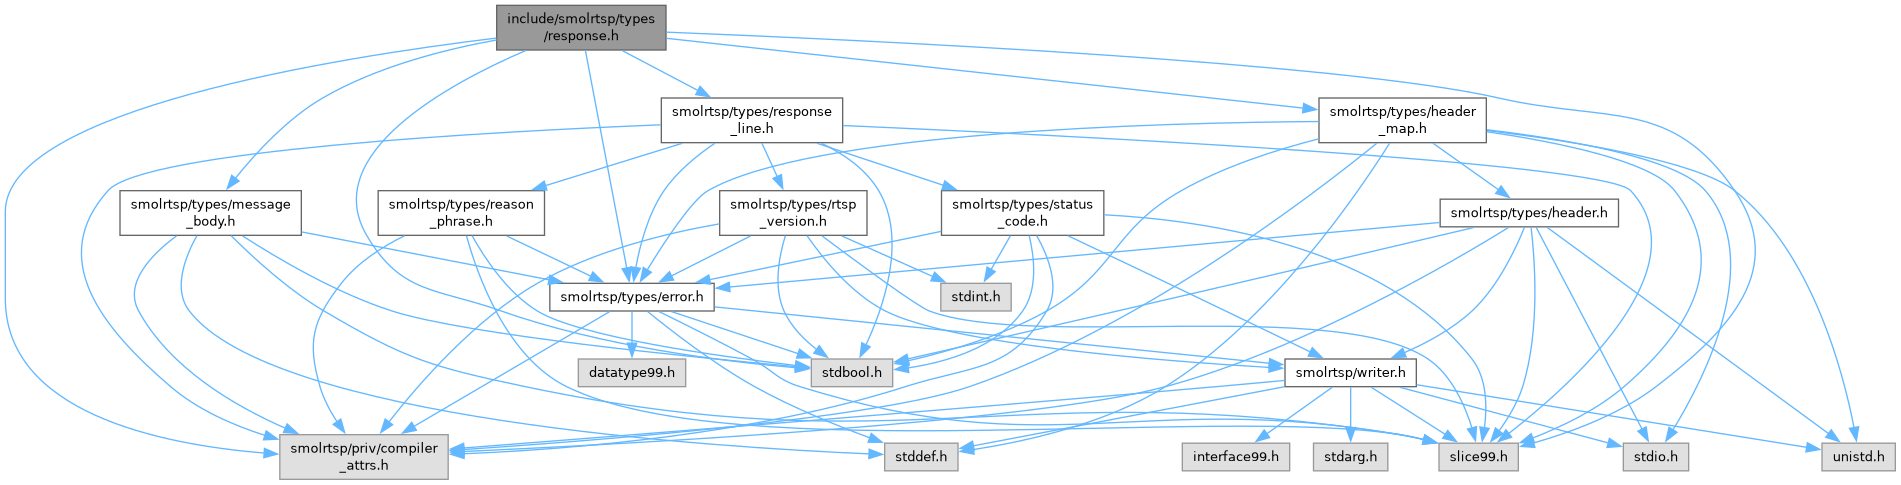 include/smolrtsp/types
/response.h
smolrtsp/types/response
_line.h
smolrtsp/types/header
_map.h
smolrtsp/types/message
_body.h
smolrtsp/types/reason
_phrase.h
smolrtsp/types/rtsp
_version.h
smolrtsp/types/status
_code.h
smolrtsp/types/header.h
smolrtsp/types/error.h
stdint.h
datatype99.h
stdbool.h
smolrtsp/writer.h
smolrtsp/priv/compiler
_attrs.h
stddef.h
interface99.h
stdarg.h
slice99.h
stdio.h
unistd.h